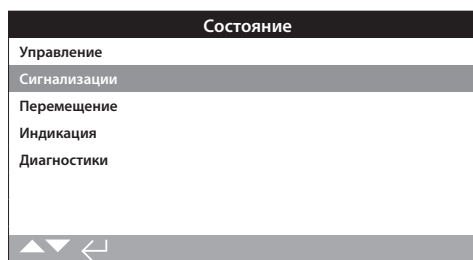 Состояние
Управление
Сигнализации
Перемещение
Индикация
Диагностики